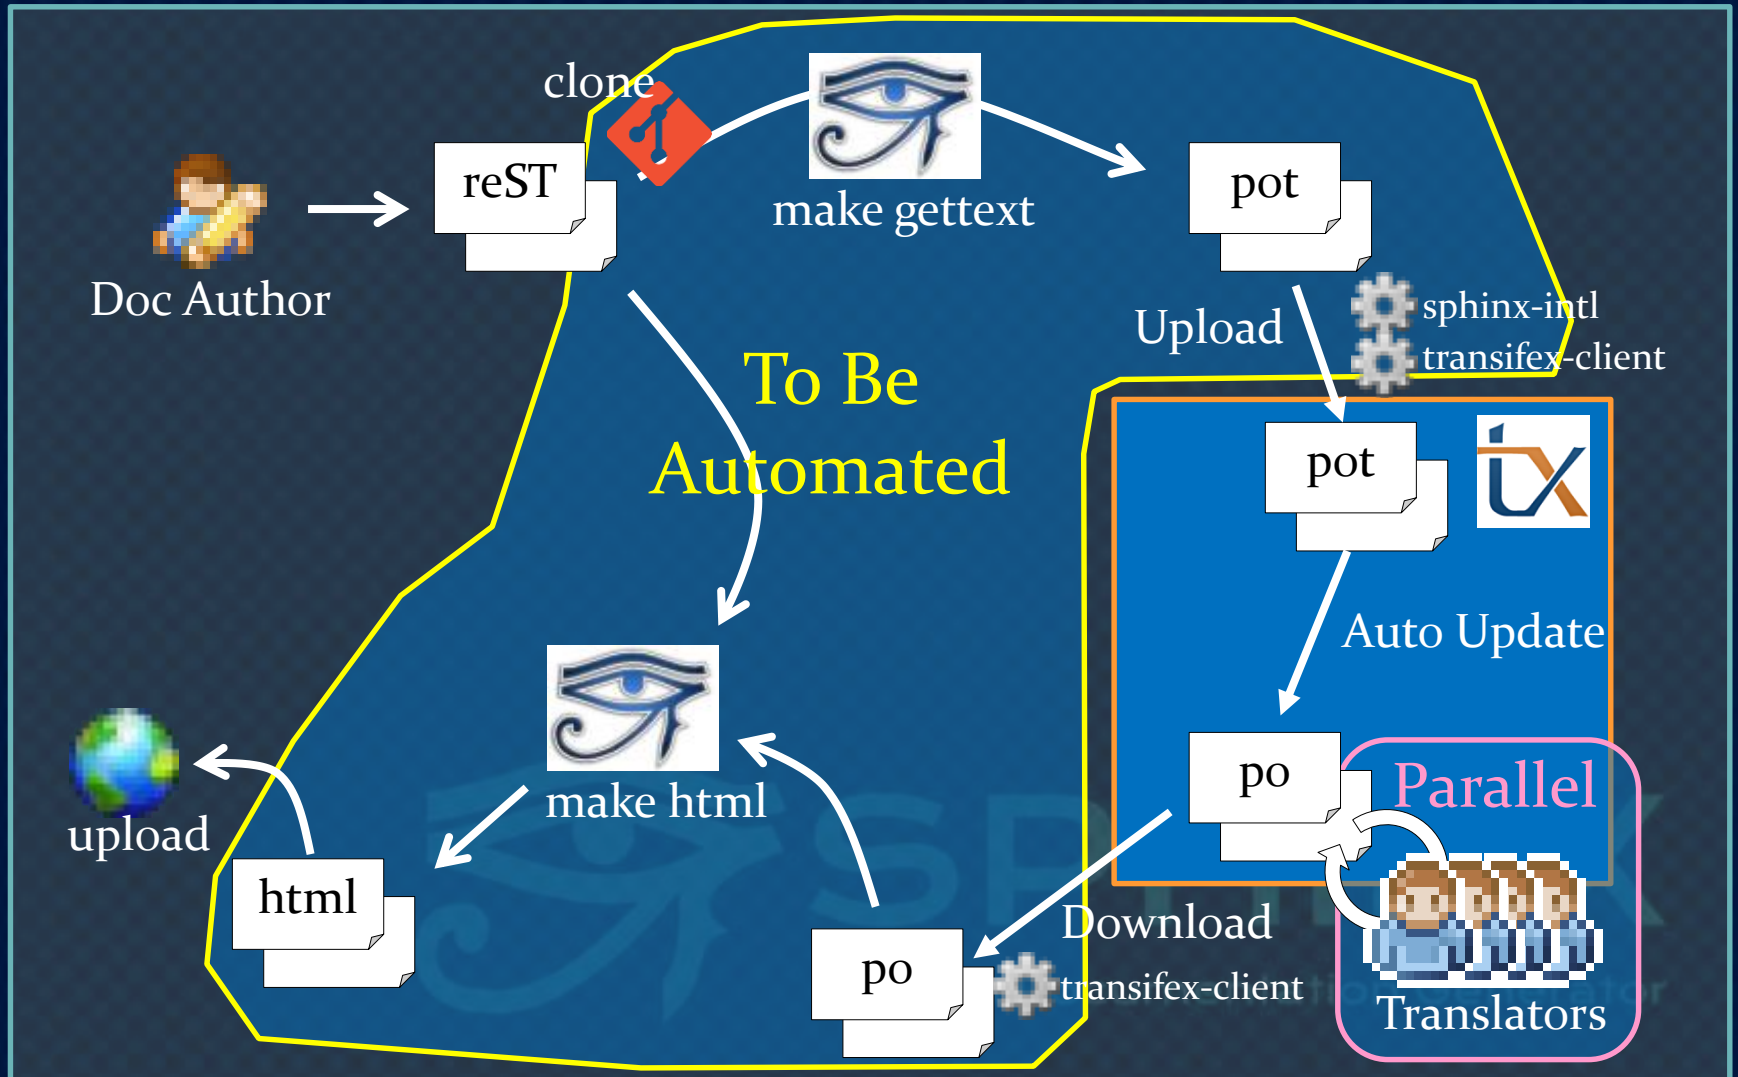 clone
reST
make gettext
pot
Doc Author
Upload
sphinx-intl
transifex-client
To Be
Automated
pot
tx
Auto Update
po
Parallel
make html
upload
html
Download
po
transifex-client
Translators